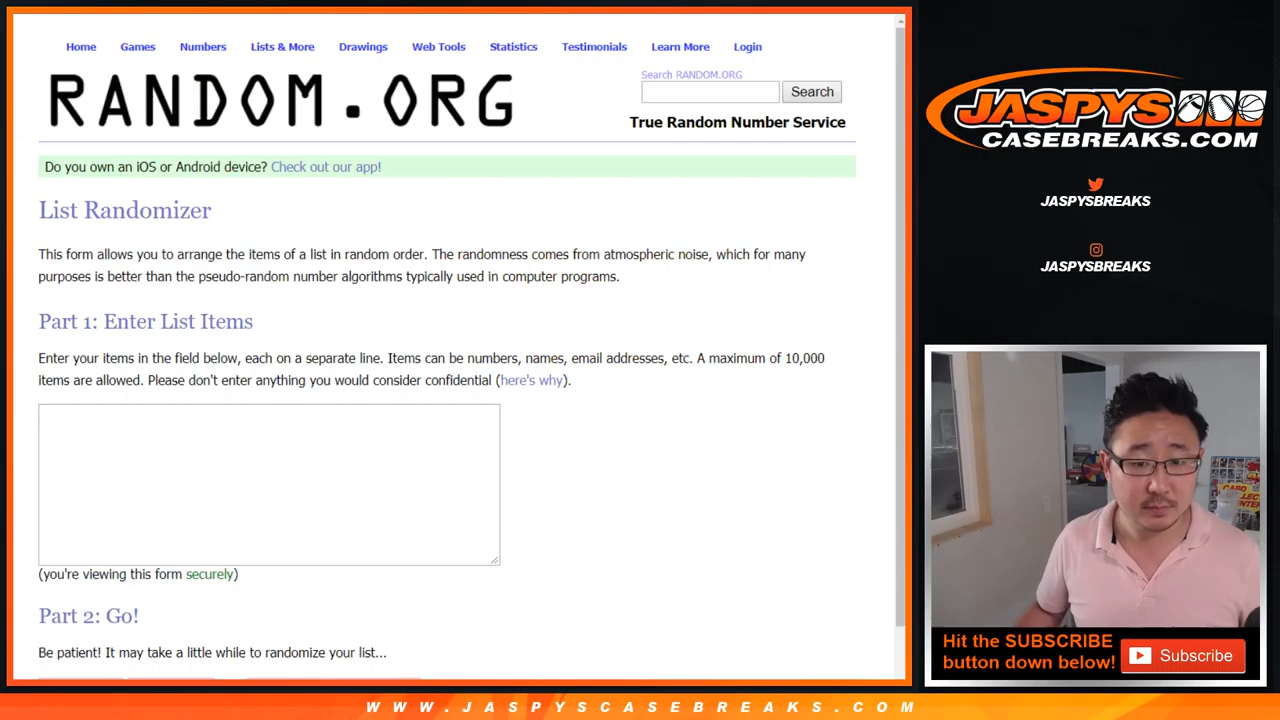 Home Games Numbers Lists & More Drawings Web Tools Statistics Testimonials Learn More Login
RANDOM.ORG
Search RANDOM.ORG
Search
True Random Number Service
Do you own an iOS or Android device? Check out our app!
List Randomizer
This form allows you to arrange the items of a list in random order. The randomness comes from atmospheric noise, which for many
purposes is better than the pseudo-random number algorithms typically used in computer programs.
Part 1: Enter List Items
Enter your items in the field below, each on a separate line. Items can be numbers, names, email addresses, etc. A maximum of 10,000
items are allowed. Please don't enter anything you would consider confidential (here's why).
(you're viewing this form securely)
Part 2: Go!
Be patient! It may take a little while to randomize your list...
JASPYS
CASEBREAKS.COM
JASPYSBREAKS
JASPYSBREAKS
Hit the SUBSCRIBE
button down below!
Subscribe
WWW.JASPYSCASEBREAKS.COM